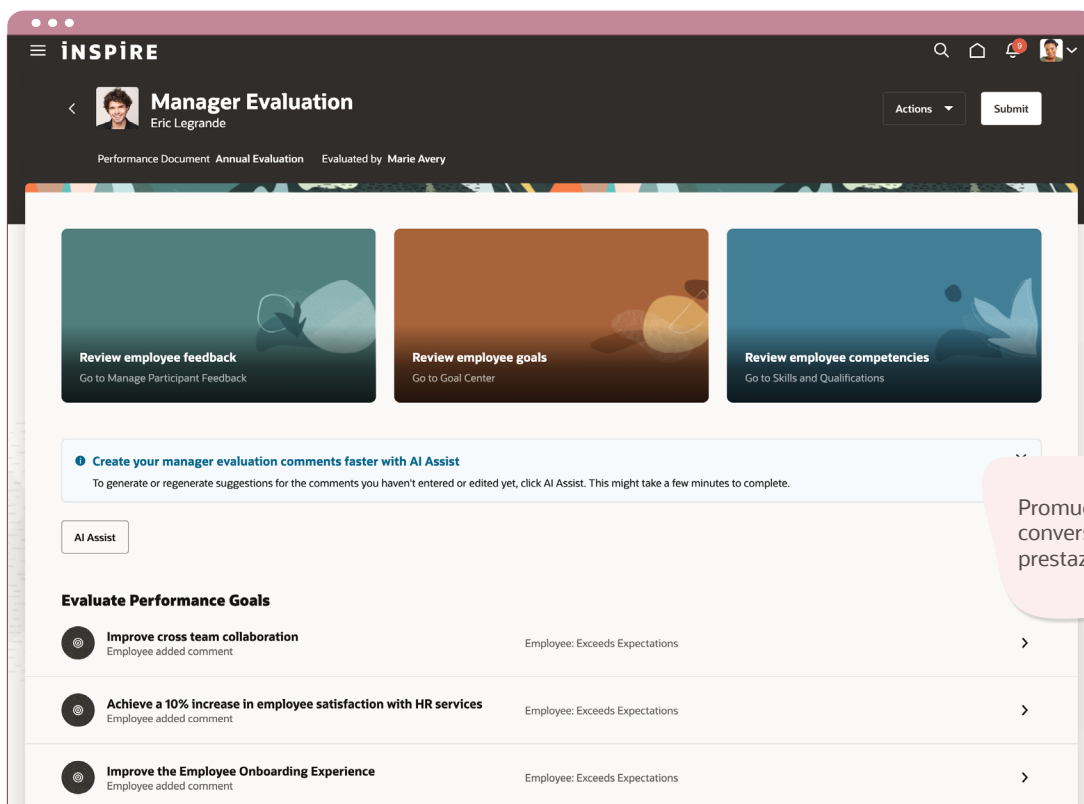 iNSPiRE
9
Manager Evaluation
Eric Legrande
Actions
Submit
Performance Document Annual Evaluation Evaluated by Marie Avery
Review employee feedback
Go to Manage Participant Feedback
Review employee goals
Go to Goal Center
Review employee competencies
Go to Skills and Qualifications
Create your manager evaluation comments faster with AI Assist
To generate or regenerate suggestions for the comments you haven't entered or edited yet, click AI Assist. This might take a few minutes to complete.
AI Assist
Evaluate Performance Goals
Improve cross team collaboration
Employee added comment
Employee: Exceeds Expectations
Achieve a 10% increase in employee satisfaction with HR services
Employee added comment
Employee: Exceeds Expectations
Improve the Employee Onboarding Experience
Employee added comment
Employee: Exceeds Expectations